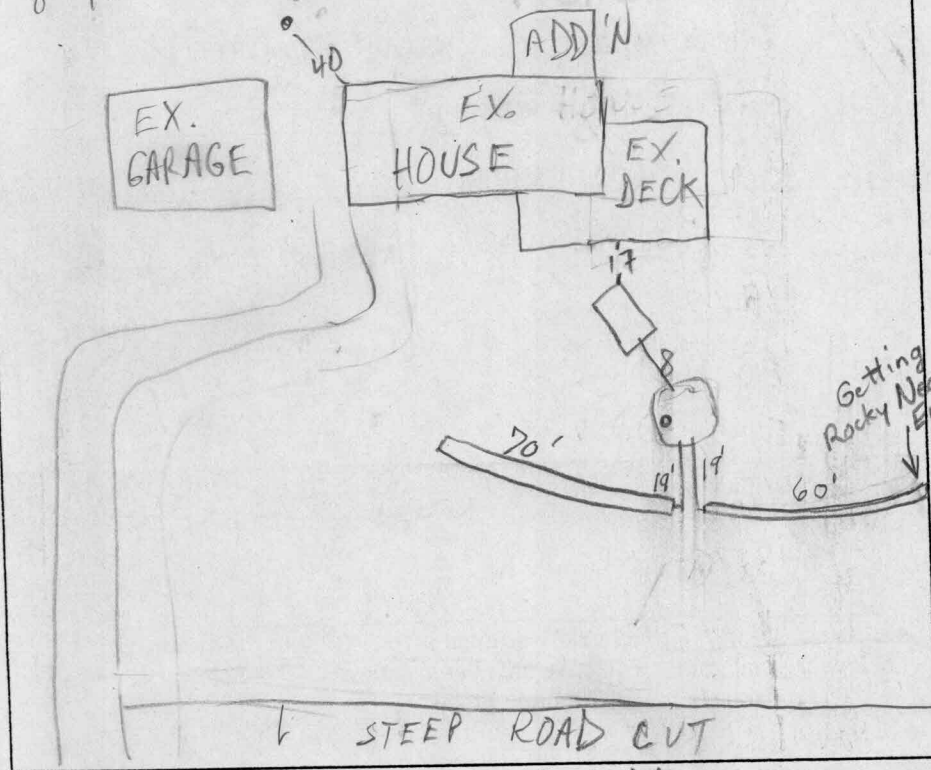 40
ADD'N
EX.
GARAGE
EX.
HOUSE
EX.
DECK
17
8
Getting
Rocky
70'
19'
19'
60'
STEEP ROAD CUT